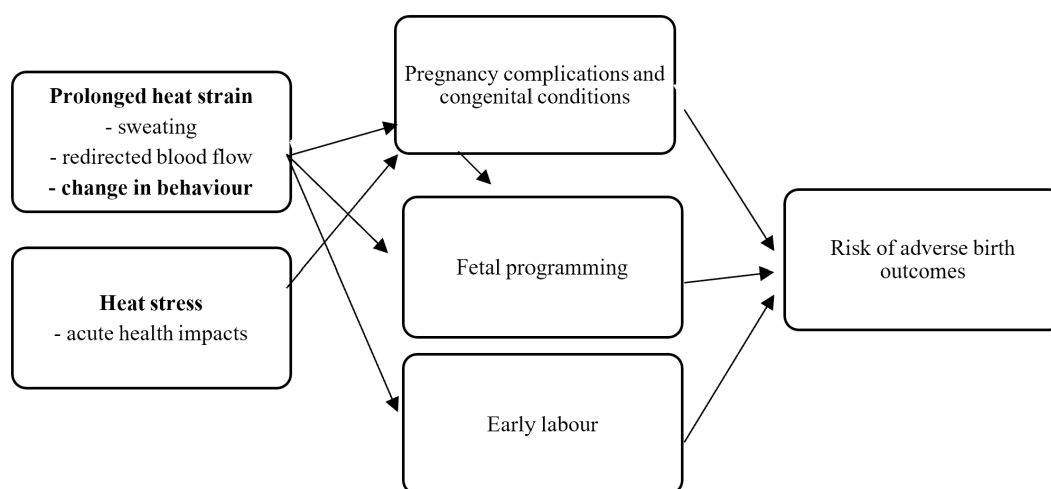 Prolonged heat strain
- sweating
- redirected blood flow
- change in behaviour
Heat stress
- acute health impacts
Pregnancy complications and
congenital conditions
Fetal programming
Early labour
Risk of adverse birth
outcomes